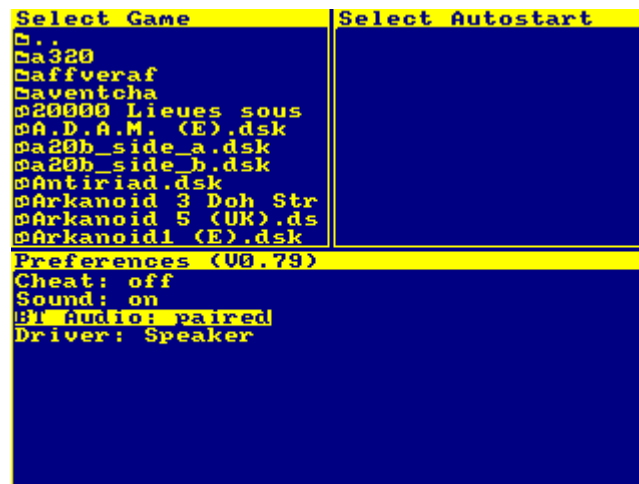 Select Game
..
a320
affveraf
aventcha
20000 Lieues sous
A.D.A.M. (E).dsk
a20b_side_a.dsk
a20b_side_b.dsk
Antiriad.dsk
Arkanoid 3 Doh Str
Arkanoid 5 (UK).ds
Arkanoid1 (E).dsk
Select Autostart
Preferences (V0.79)
Cheat: off
Sound: on
BT Audio: paired
Driver: Speaker